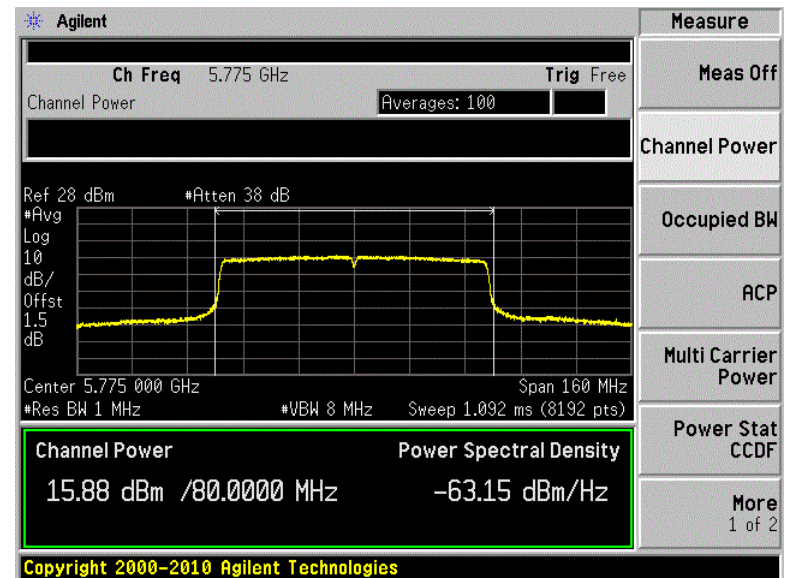 Agilent
Measure
Ch Freq 5.775 GHz Trig Free
Channel Power Averages: 100
Ref 28 dBm #Atten 38 dB
#Avg
Log
10
dB/
Offst
1.5
dB
Center 5.775 000 GHz Span 160 MHz
#Res BW 1 MHz #VBW 8 MHz Sweep 1.092 ms (8192 pts)
Channel Power Power Spectral Density
15.88 dBm /80.0000 MHz -63.15 dBm/Hz
Copyright 2000-2010 Agilent Technologies
Meas Off
Channel Power
Occupied BW
ACP
Multi Carrier
Power
Power Stat
CCDF
More
1 of 2